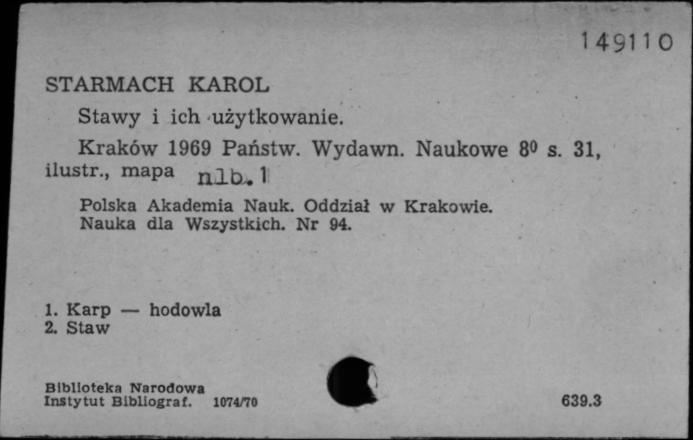 149110
STARMACH KAROL
Stawy i ich użytkowanie.
Kraków 1969 Państw. Wydawn. Naukowe 8⁰ s. 31,
ilustr., mapa nlb. 1
Polska Akademia Nauk. Oddział w Krakowie.
Nauka dla Wszystkich. Nr 94.
1. Karp — hodowla
2. Staw
Biblioteka Narodowa
Instytut Bibliograf. 1074/70
639.3